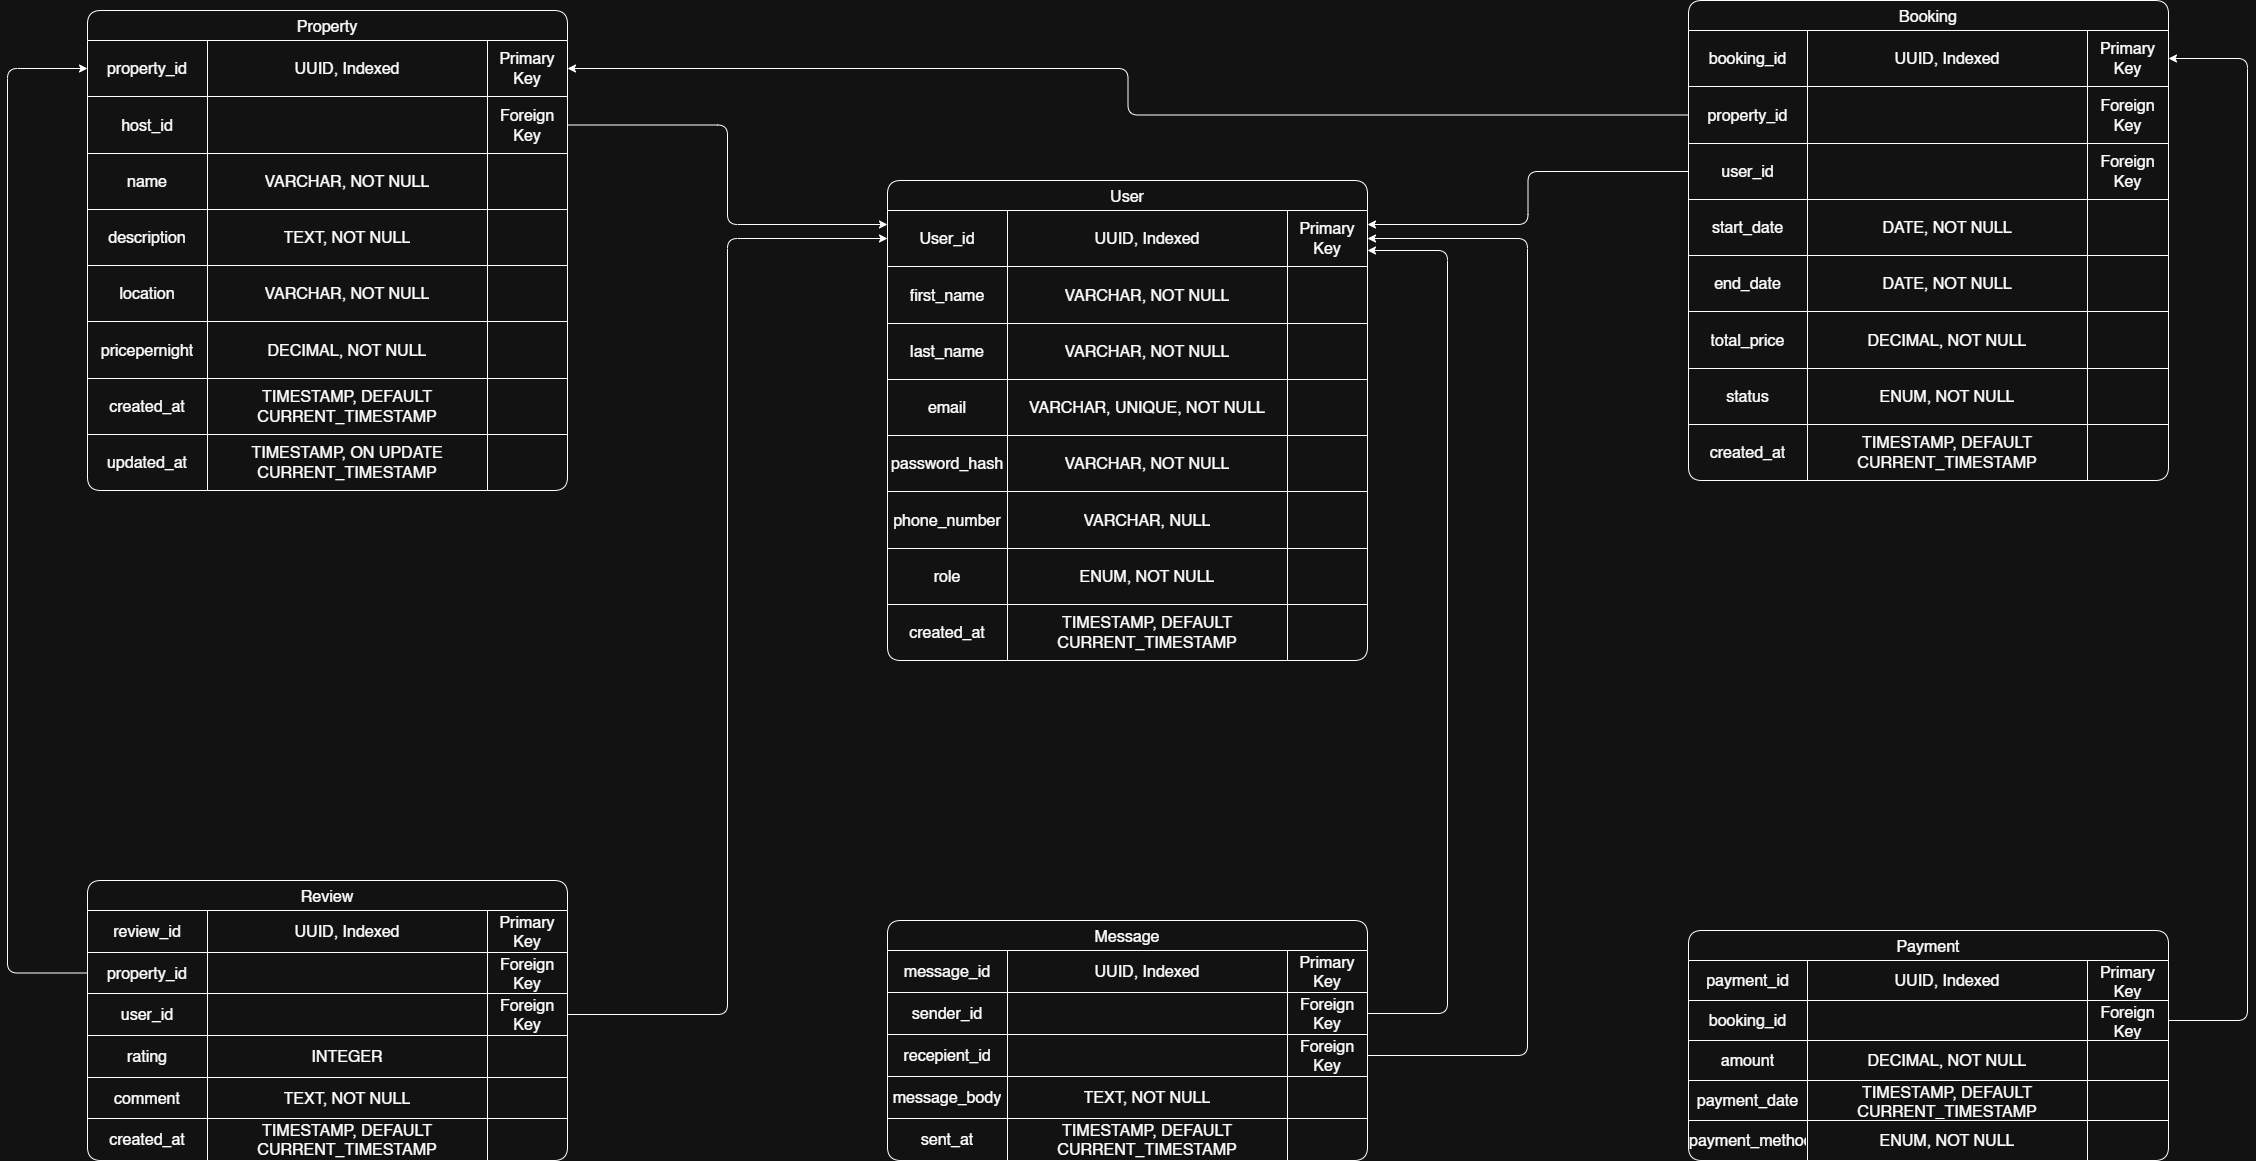 Property
property_id UUID, Indexed Primary Key
host_id Foreign Key
name VARCHAR, NOT NULL
description TEXT, NOT NULL
location VARCHAR, NOT NULL
pricepernight DECIMAL, NOT NULL
created_at TIMESTAMP, DEFAULT CURRENT_TIMESTAMP
updated_at TIMESTAMP, ON UPDATE CURRENT_TIMESTAMP
User
User_id UUID, Indexed Primary Key
first_name VARCHAR, NOT NULL
last_name VARCHAR, NOT NULL
email VARCHAR, UNIQUE, NOT NULL
password_hash VARCHAR, NOT NULL
phone_number VARCHAR, NULL
role ENUM, NOT NULL
created_at TIMESTAMP, DEFAULT CURRENT_TIMESTAMP
Booking
booking_id UUID, Indexed Primary Key
property_id Foreign Key
user_id Foreign Key
start_date DATE, NOT NULL
end_date DATE, NOT NULL
total_price DECIMAL, NOT NULL
status ENUM, NOT NULL
created_at TIMESTAMP, DEFAULT CURRENT_TIMESTAMP
Review
review_id UUID, Indexed Primary Key
property_id Foreign Key
user_id Foreign Key
rating INTEGER
comment TEXT, NOT NULL
created_at TIMESTAMP, DEFAULT CURRENT_TIMESTAMP
Message
message_id UUID, Indexed Primary Key
sender_id Foreign Key
recepient_id Foreign Key
message_body TEXT, NOT NULL
sent_at TIMESTAMP, DEFAULT CURRENT_TIMESTAMP
Payment
payment_id UUID, Indexed Primary Key
booking_id Foreign Key
amount DECIMAL, NOT NULL
payment_date TIMESTAMP, DEFAULT CURRENT_TIMESTAMP
payment_metho ENUM, NOT NULL